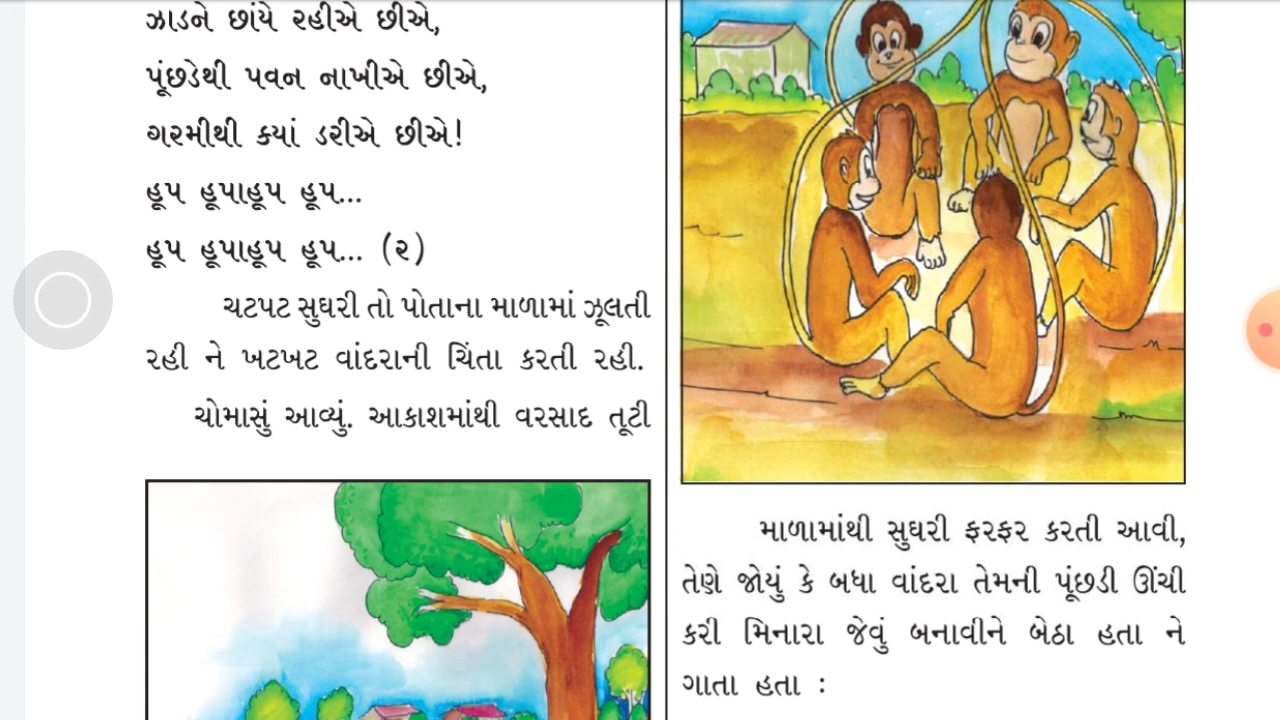 ઝાડને છાંયે રહીએ છીએ,
પૂંછડેથી પવન નાખીએ છીએ,
ગરમીથી ક્યાં ડરીએ છીએ!
હૂપ હૂપાહૂપ હૂપ...
હૂપ હૂપાહૂપ હૂપ... (૨)
ચટપટ સુઘરી તો પોતાના માળામાં ઝૂલતી
રહી ને ખટખટ વાંદરાની ચિંતા કરતી રહી.
ચોમાસું આવ્યું. આકાશમાંથી વરસાદ તૂટી
માળામાંથી સુઘરી ફરફર કરતી આવી,
તેણે જોયું કે બધા વાંદરા તેમની પૂંછડી ઊંચી
કરી મિનારા જેવું બનાવીને બેઠા હતા ને
ગાતા હતા :